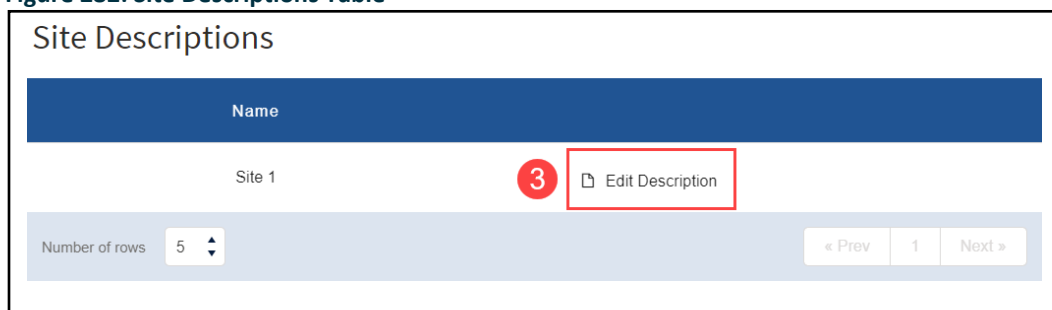 Site Descriptions
Name
Site 1 3 Edit Description
Number of rows 5 « Prev 1 Next »